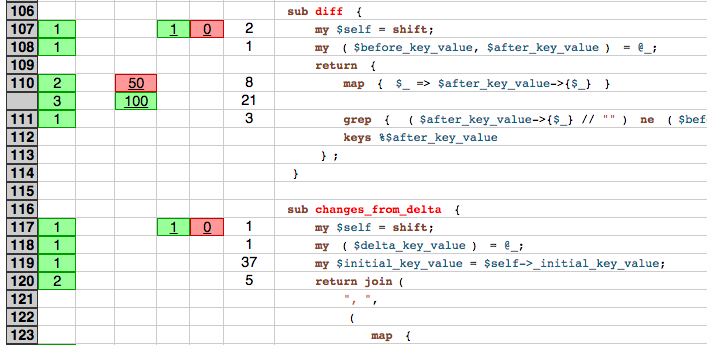 106 sub diff {
107 1 1 0 2 my $self = shift;
108 1 1 my ( $before_key_value, $after_key_value ) = @_;
109 return {
110 2 50 8 map { $_ => $after_key_value->{$_} }
3 100 21
111 1 3 grep { ( $after_key_value->{$_} // "" ) ne ( $bef
112 keys %$after_key_value
113 } ;
114 }
115
116 sub changes_from_delta {
117 1 1 0 1 my $self = shift;
118 1 1 my ( $delta_key_value ) = @_;
119 1 37 my $initial_key_value = $self->_initial_key_value;
120 2 5 return join (
121 ", ",
122 (
123 map {